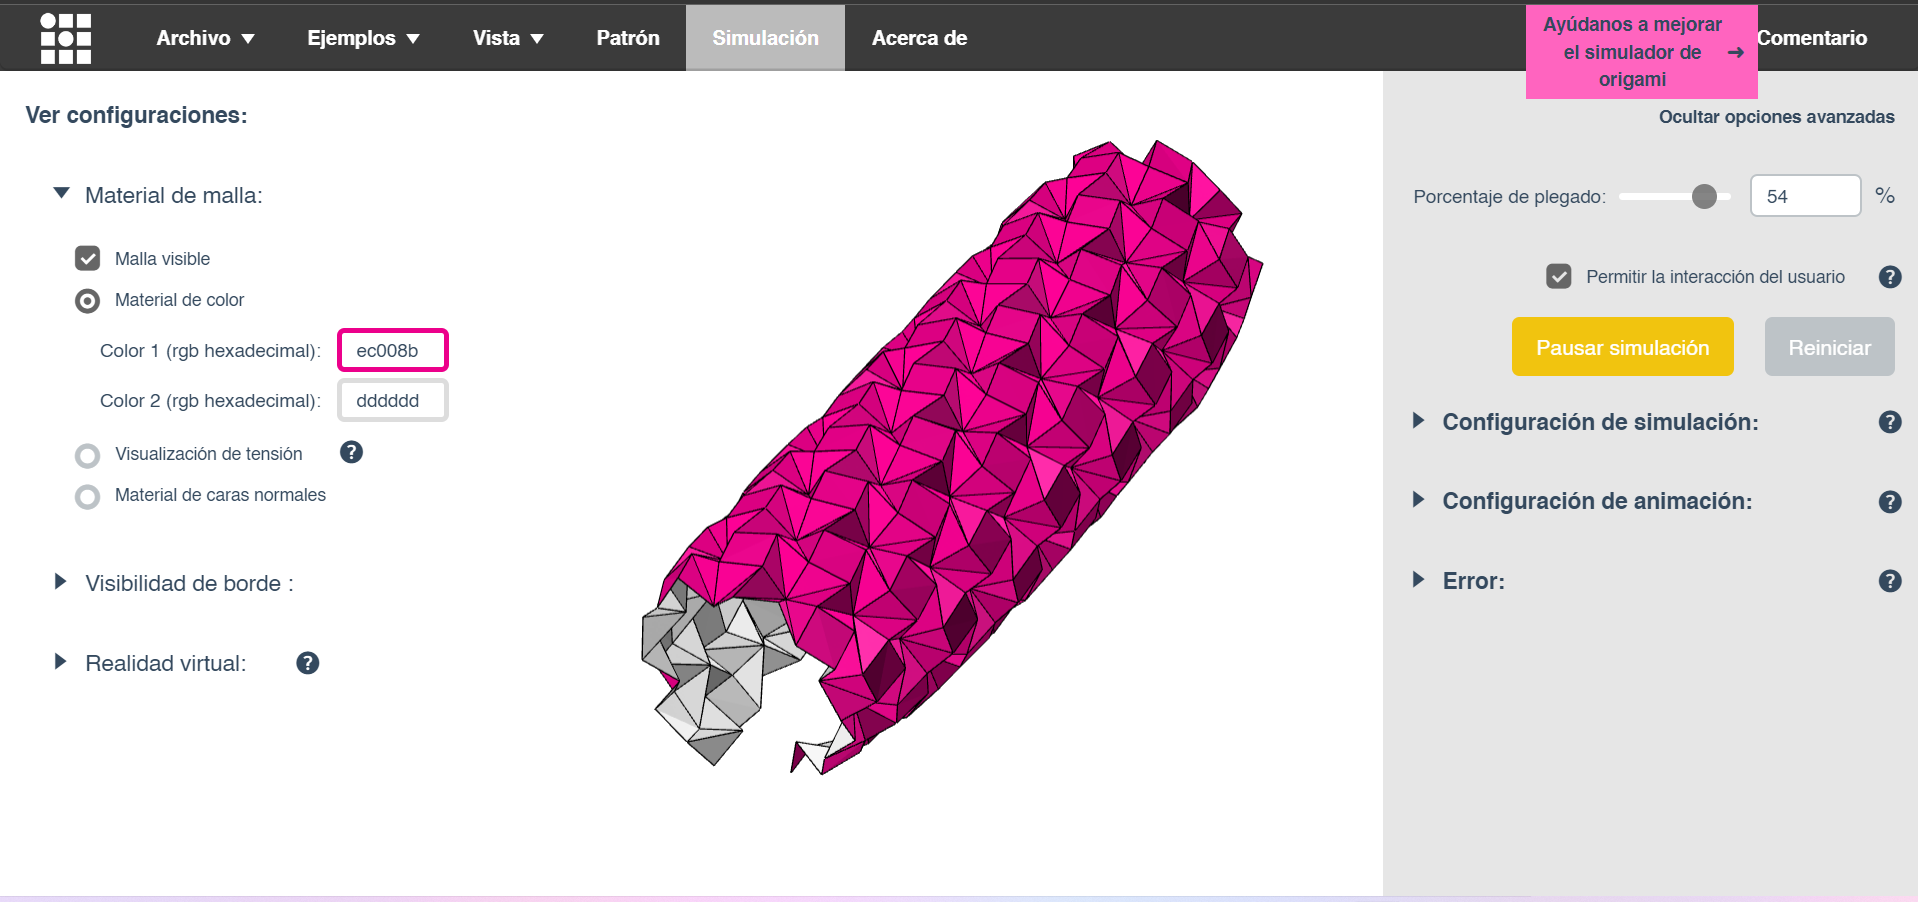 Archivo ▼ Ejemplos ▼ Vista ▼ Patrón Simulación Acerca de
Ayúdanos a mejorar
el simulador de →
origami
Comentario
Ver configuraciones:
Material de malla:
Malla visible
Material de color
Color 1 (rgb hexadecimal): ec008b
Color 2 (rgb hexadecimal): dddddd
Visualización de tensión ?
Material de caras normales
Visibilidad de borde :
Realidad virtual: ?
Ocultar opciones avanzadas
Porcentaje de plegado: 54 %
Permitir la interacción del usuario ?
Pausar simulación Reiniciar
Configuración de simulación: ?
Configuración de animación: ?
Error: ?